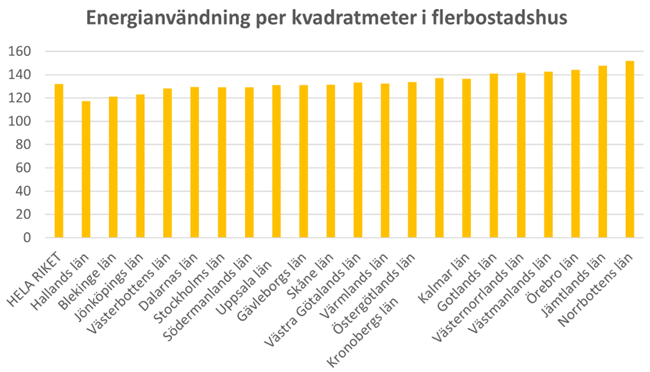 Energianvändning per kvadratmeter i flerbostadshus
160
140
120
100
80
60
40
20
0
HELA RIKET
Hallands län
Blekinge län
Jönköpings län
Västerbottens län
Dalarnas län
Stockholms län
Södermanlands län
Uppsala län
Gävleborgs län
Skåne län
Västra Götalands län
Värmlands län
Östergötlands län
Kronobergs län
Kalmar län
Gotlands län
Västernorrlands län
Västmanlands län
Örebro län
Jämtlands län
Norrbottens län